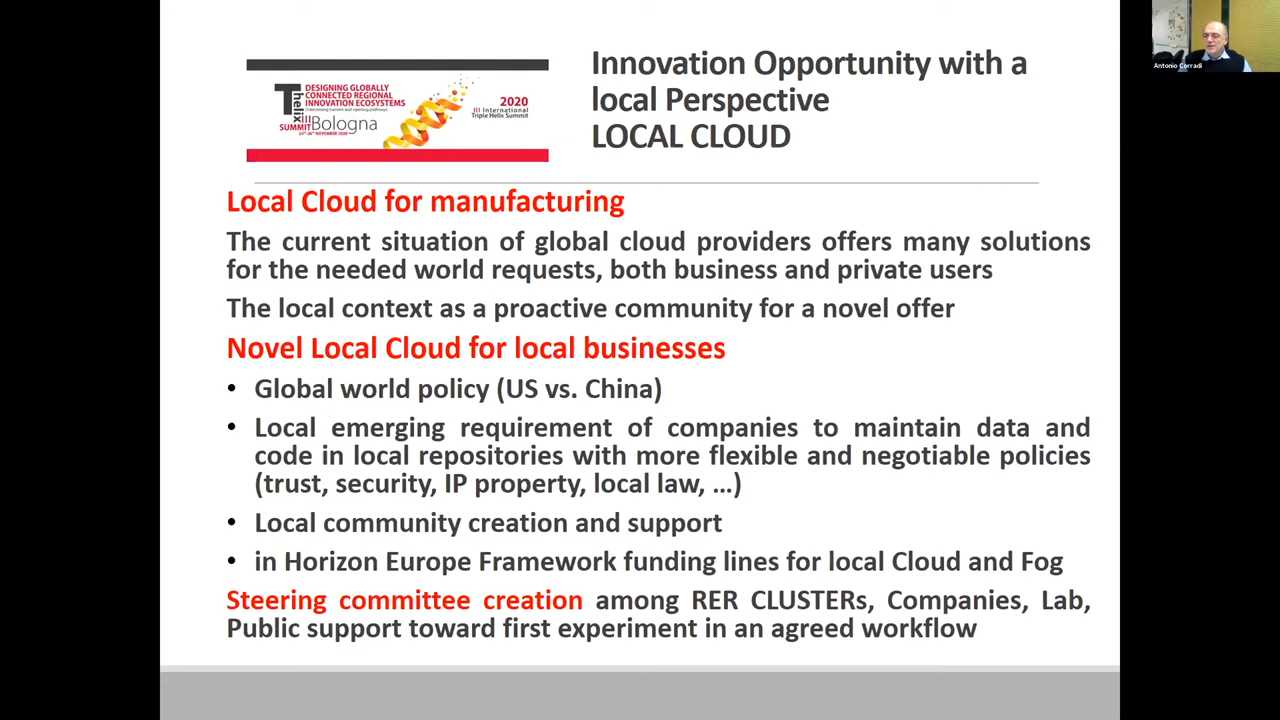 Innovation Opportunity with a
local Perspective
LOCAL CLOUD
Thelix
DESIGNING GLOBALLY
CONNECTED REGIONAL
INNOVATION ECOSYSTEMS
III
SUMMIT Bologna
2020
III International
Triple Helix Summit
Antonio Corradi
Local Cloud for manufacturing
The current situation of global cloud providers offers many solutions
for the needed world requests, both business and private users
The local context as a proactive community for a novel offer
Novel Local Cloud for local businesses
• Global world policy (US vs. China)
• Local emerging requirement of companies to maintain data and
code in local repositories with more flexible and negotiable policies
(trust, security, IP property, local law, …)
• Local community creation and support
• in Horizon Europe Framework funding lines for local Cloud and Fog
Steering committee creation among RER CLUSTERs, Companies, Lab,
Public support toward first experiment in an agreed workflow